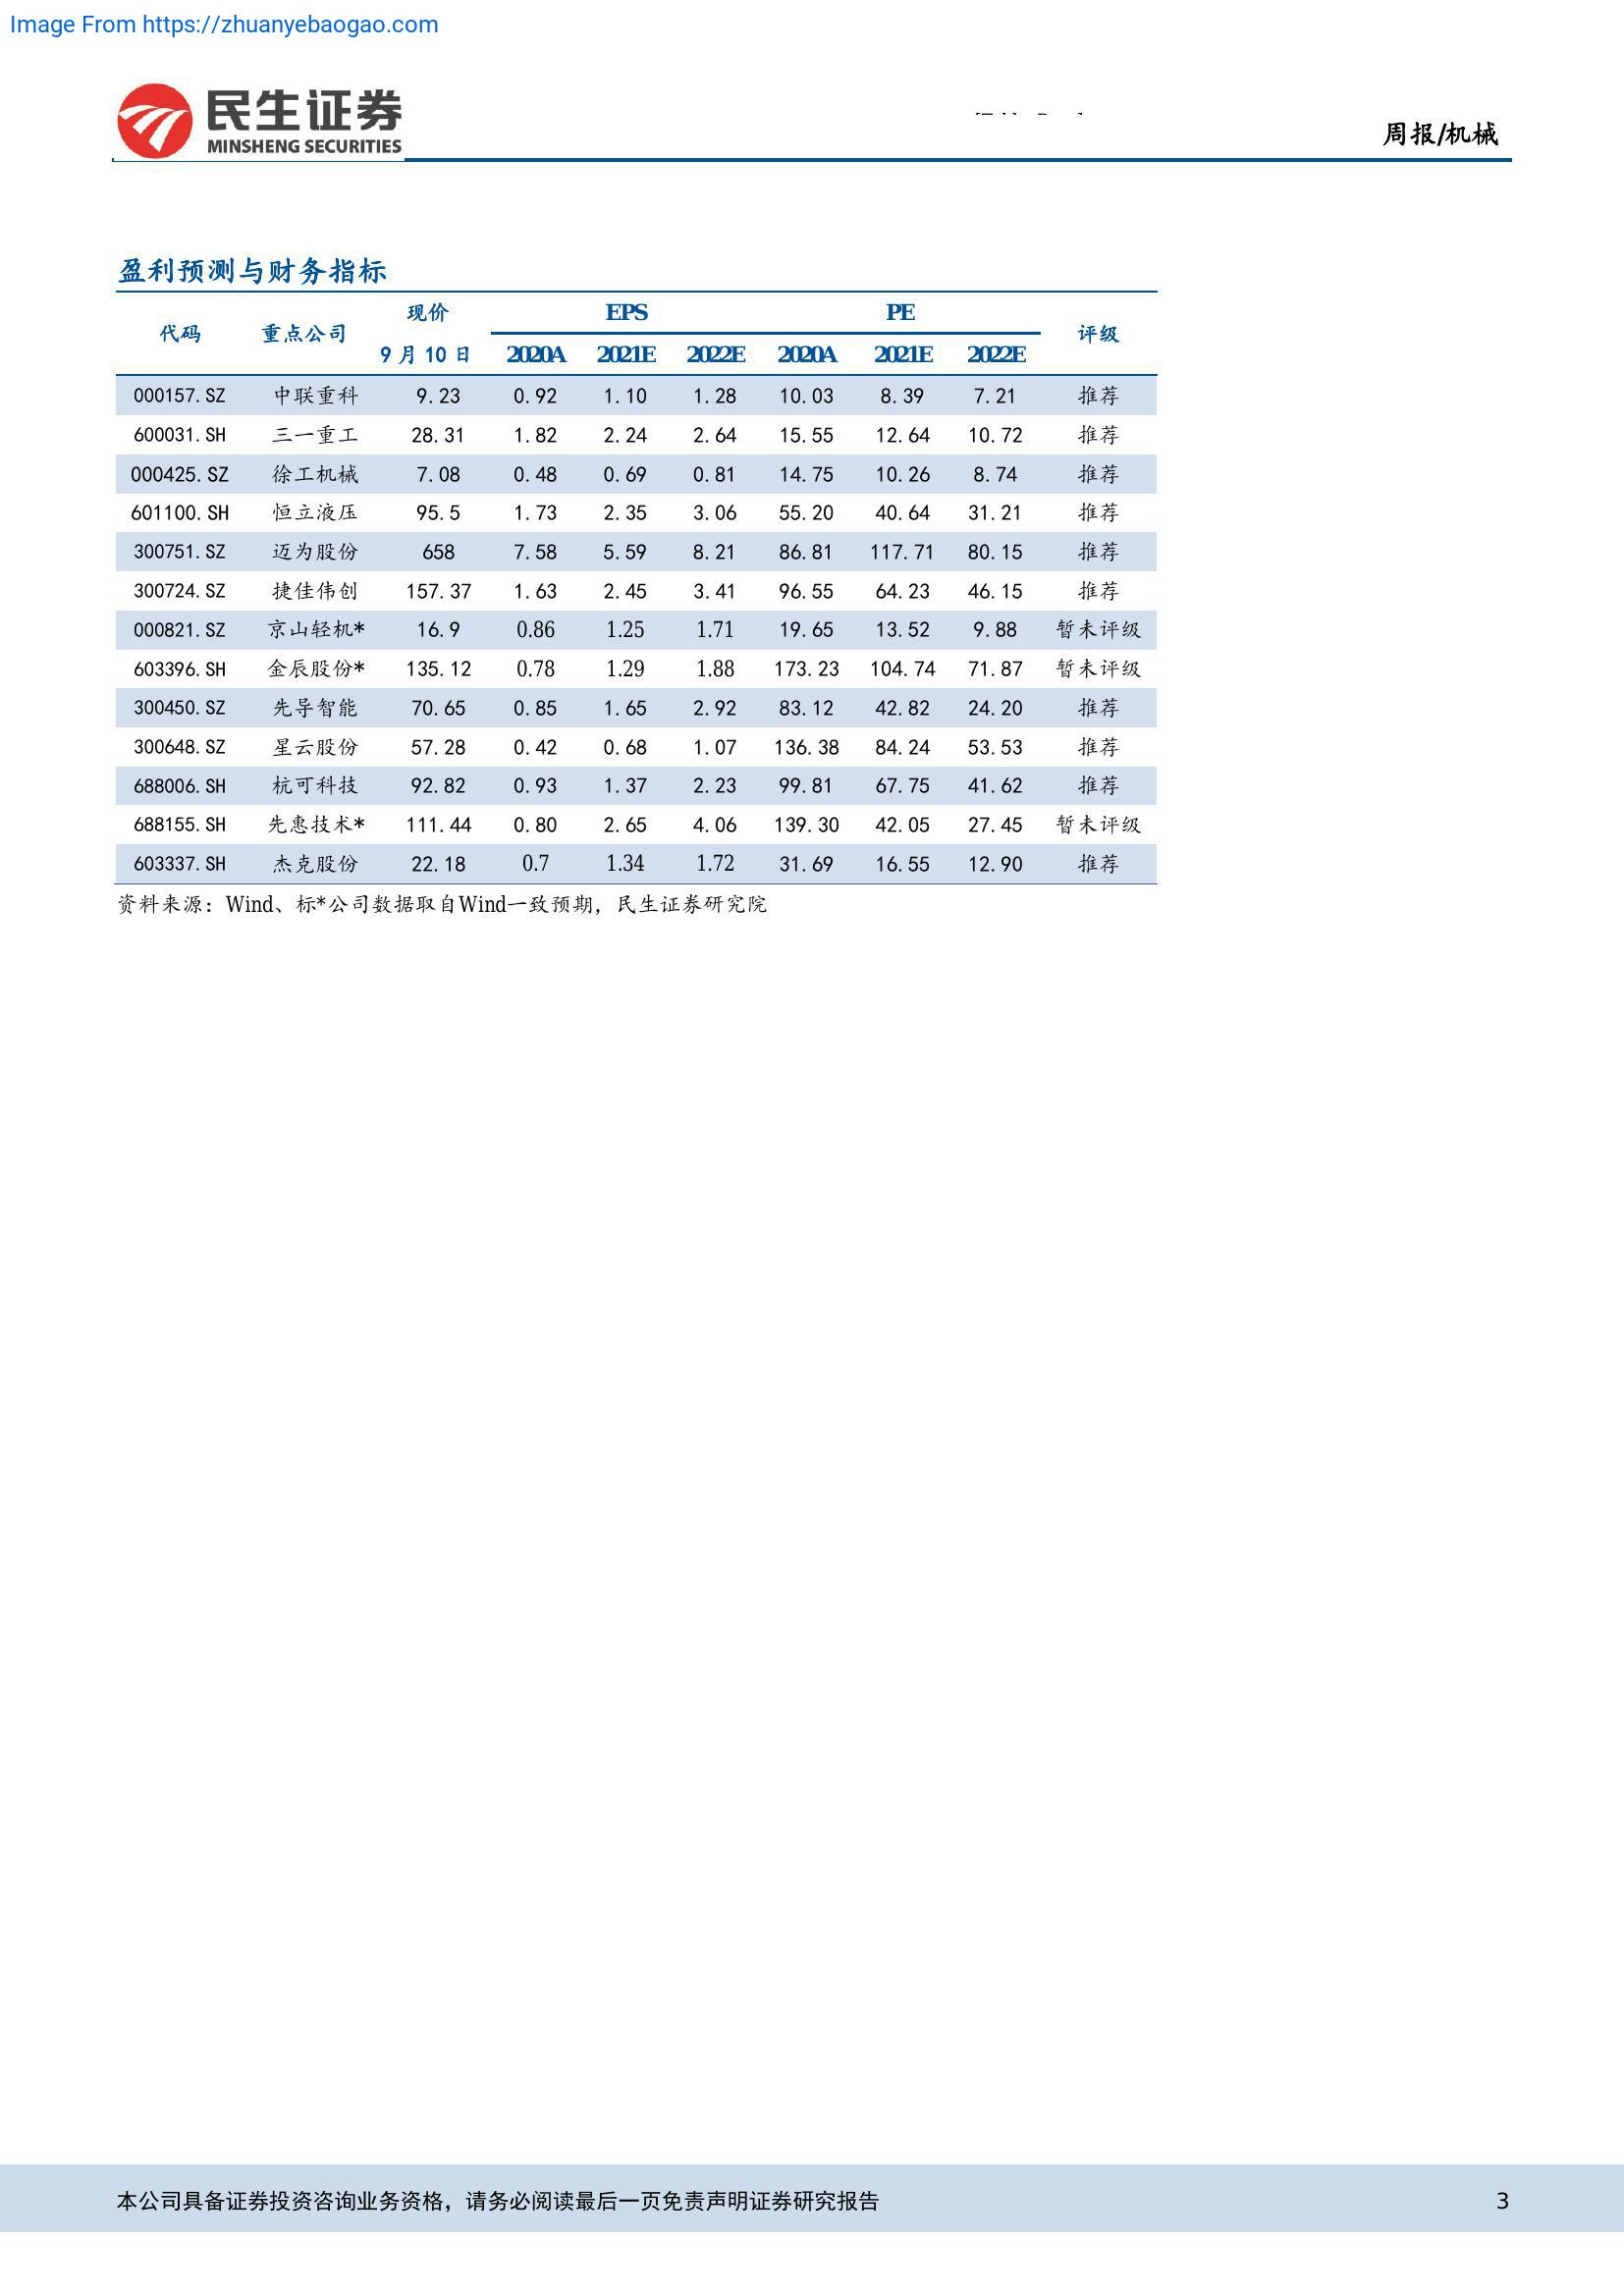 Image From https://zhuanyebaogao.com
民生证券
MINSHENG SECURITIES
周报/机械
盈利预测与财务指标
代码 重点公司 现价 EPS PE 评级
9 月 10 日 2020A 2021E 2022E 2020A 2021E 2022E
000157.SZ 中联重科 9.23 0.92 1.10 1.28 10.03 8.39 7.21 推荐
600031.SH 三一重工 28.31 1.82 2.24 2.64 15.55 12.64 10.72 推荐
000425.SZ 徐工机械 7.08 0.48 0.69 0.81 14.75 10.26 8.74 推荐
601100.SH 恒立液压 95.5 1.73 2.35 3.06 55.20 40.64 31.21 推荐
300751.SZ 迈为股份 658 7.58 5.59 8.21 86.81 117.71 80.15 推荐
300724.SZ 捷佳伟创 157.37 1.63 2.45 3.41 96.55 64.23 46.15 推荐
000821.SZ 京山轻机* 16.9 0.86 1.25 1.71 19.65 13.52 9.88 暂未评级
603396.SH 金辰股份* 135.12 0.78 1.29 1.88 173.23 104.74 71.87 暂未评级
300450.SZ 先导智能 70.65 0.85 1.65 2.92 83.12 42.82 24.20 推荐
300648.SZ 星云股份 57.28 0.42 0.68 1.07 136.38 84.24 53.53 推荐
688006.SH 杭可科技 92.82 0.93 1.37 2.23 99.81 67.75 41.62 推荐
688155.SH 先惠技术* 111.44 0.80 2.65 4.06 139.30 42.05 27.45 暂未评级
603337.SH 杰克股份 22.18 0.7 1.34 1.72 31.69 16.55 12.90 推荐
资料来源：Wind、标*公司数据取自Wind一致预期，民生证券研究院
本公司具备证券投资咨询业务资格，请务必阅读最后一页免责声明证券研究报告 3